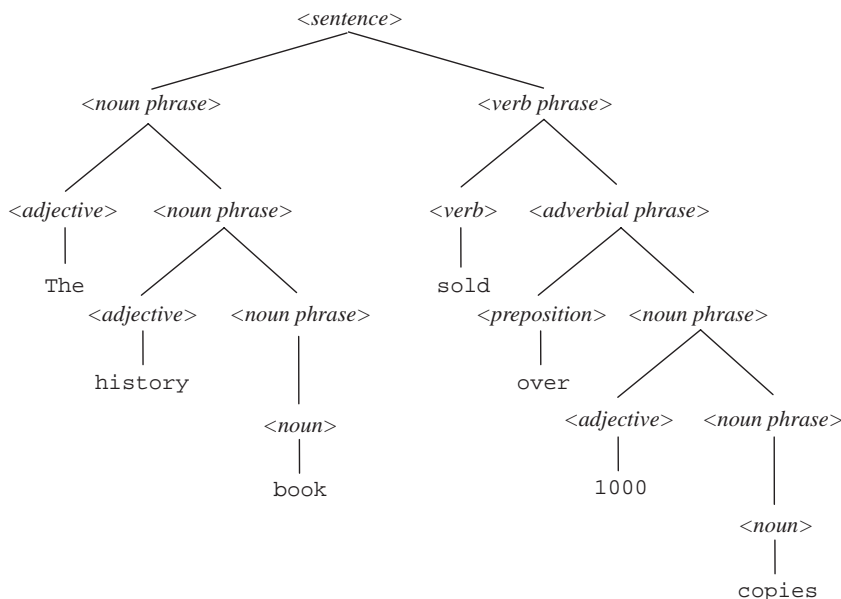 <sentence>
<noun phrase> <verb phrase>
<adjective> <noun phrase> <verb> <adverbial phrase>
The sold
<adjective> <noun phrase> <preposition> <noun phrase>
history over
<adjective> <noun phrase>
<noun>
book 1000
<noun>
copies